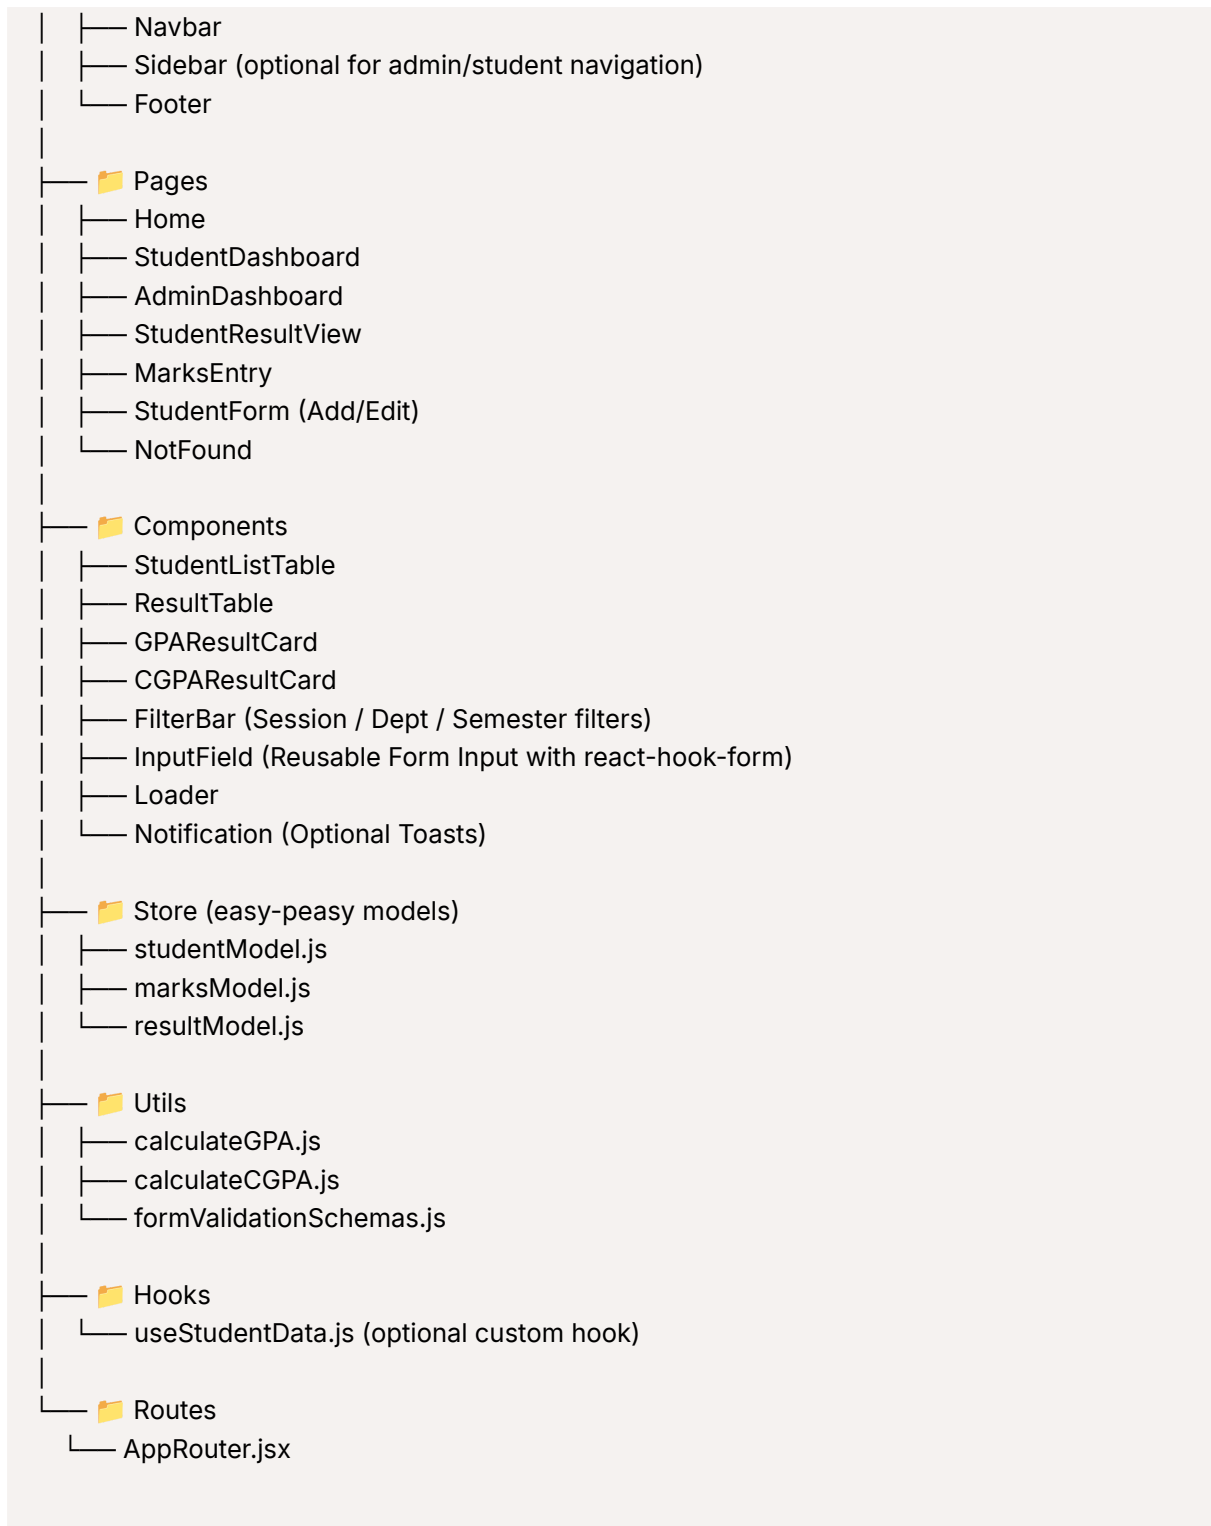 │ ├── Navbar
│ ├── Sidebar (optional for admin/student navigation)
│ └── Footer
│
├── 📁 Pages
│ ├── Home
│ ├── StudentDashboard
│ ├── AdminDashboard
│ ├── StudentResultView
│ ├── MarksEntry
│ ├── StudentForm (Add/Edit)
│ └── NotFound
│
├── 📁 Components
│ ├── StudentListTable
│ ├── ResultTable
│ ├── GPAResultCard
│ ├── CGPAResultCard
│ ├── FilterBar (Session / Dept / Semester filters)
│ ├── InputField (Reusable Form Input with react-hook-form)
│ ├── Loader
│ └── Notification (Optional Toasts)
│
├── 📁 Store (easy-peasy models)
│ ├── studentModel.js
│ ├── marksModel.js
│ └── resultModel.js
│
├── 📁 Utils
│ ├── calculateGPA.js
│ ├── calculateCGPA.js
│ └── formValidationSchemas.js
│
├── 📁 Hooks
│ └── useStudentData.js (optional custom hook)
│
└── 📁 Routes
└── AppRouter.jsx